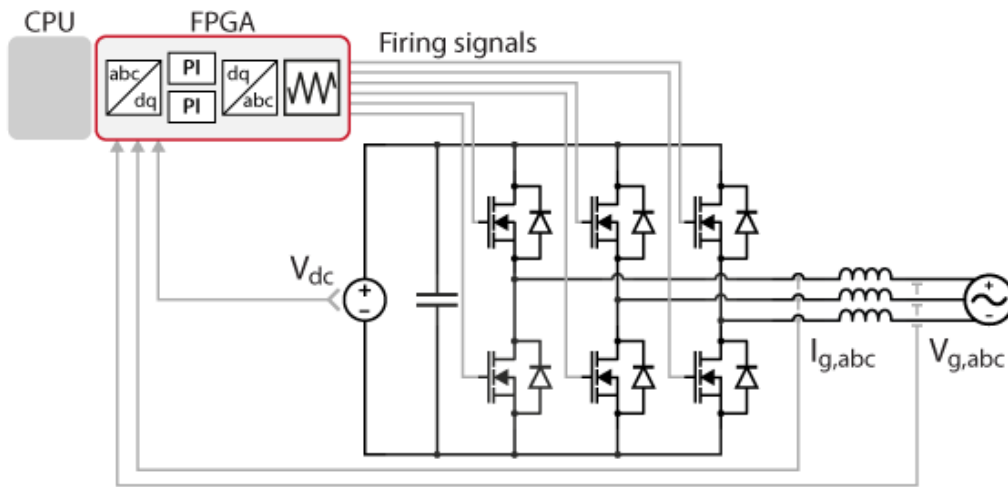 CPU
FPGA
Firing signals
abc
dq
PI
PI
dq
abc
Vdc
+
−
Ig,abc
Vg,abc
+
−